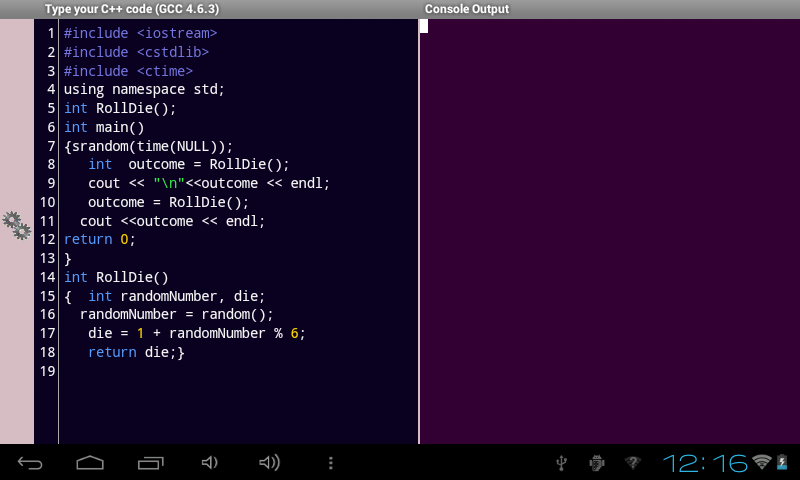 Type your C++ code (GCC 4.6.3)
Console Output
1 #include <iostream>
2 #include <cstdlib>
3 #include <ctime>
4 using namespace std;
5 int RollDie();
6 int main()
7 {srandom(time(NULL));
8 int  outcome = RollDie();
9 cout << "\n"<<outcome << endl;
10 outcome = RollDie();
11 cout <<outcome << endl;
12 return 0;
13 }
14 int RollDie()
15 {  int randomNumber, die;
16 randomNumber = random();
17 die = 1 + randomNumber % 6;
18 return die;}
19
12:16